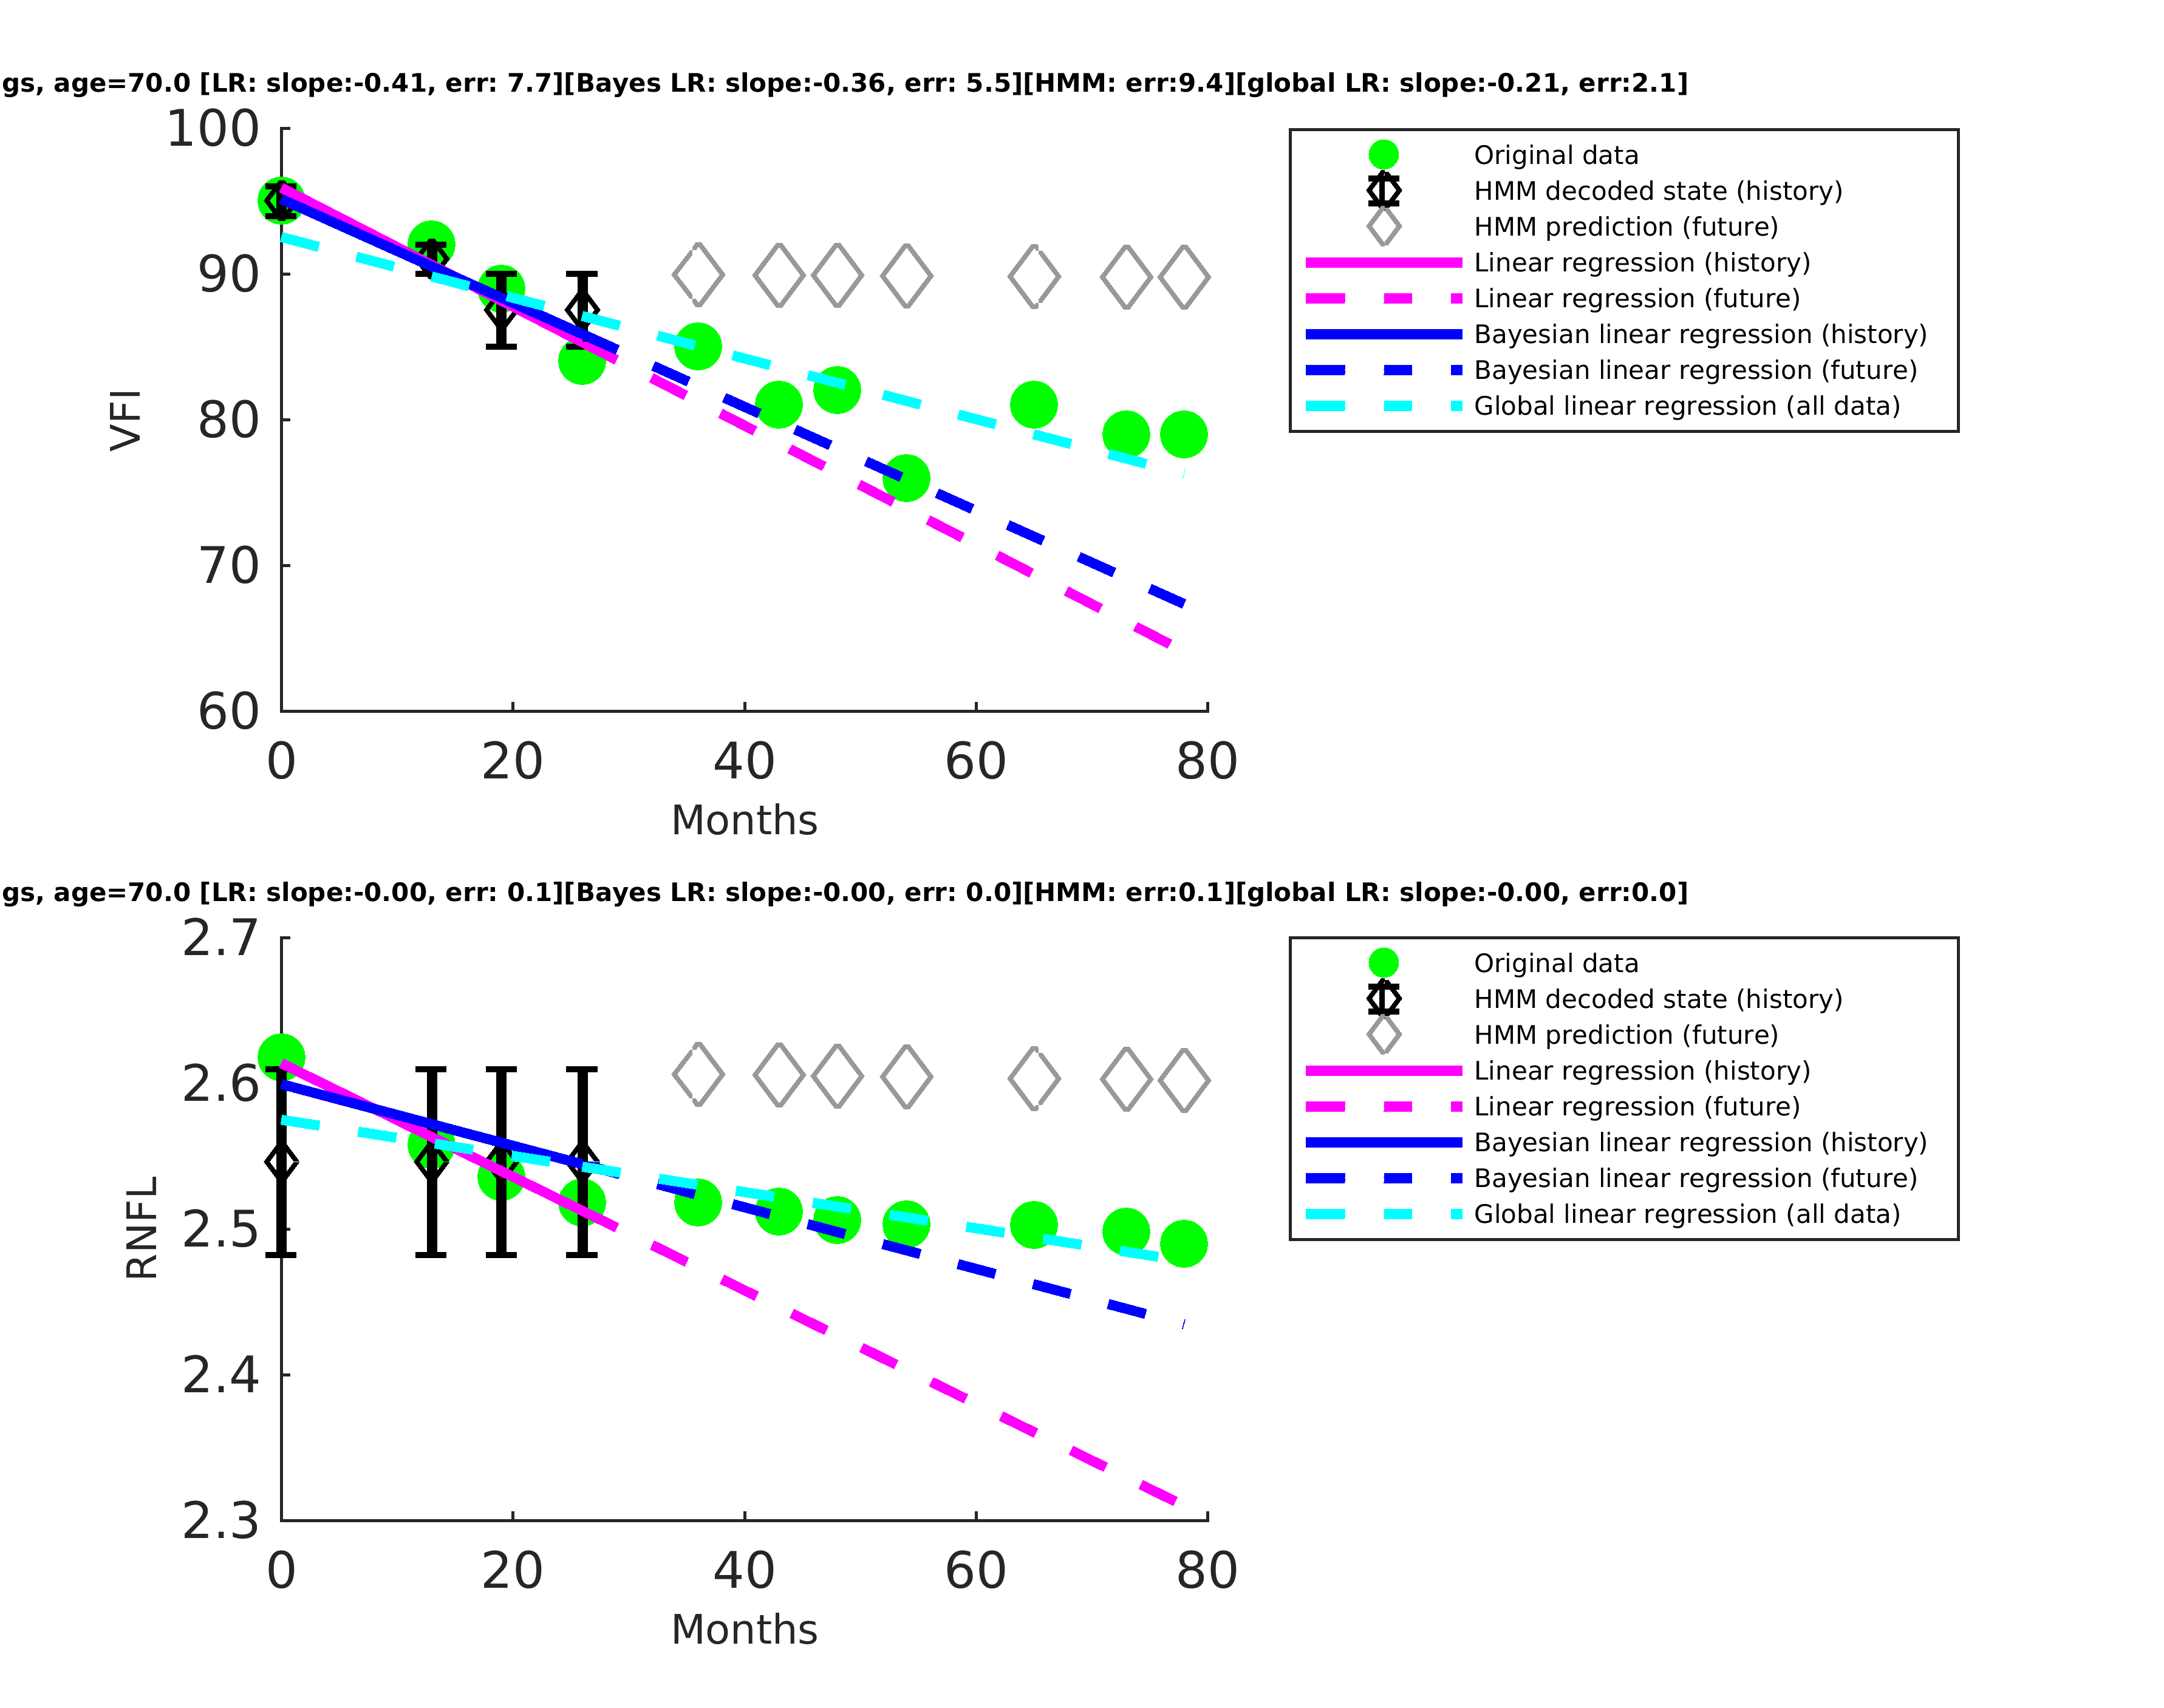 gs, age=70.0 [LR: slope:-0.41, err: 7.7][Bayes LR: slope:-0.36, err: 5.5][HMM: err:9.4][global LR: slope:-0.21, err:2.1]
100
90
80
70
60
VFI
0 20 40 60 80
Months
Original data
HMM decoded state (history)
HMM prediction (future)
Linear regression (history)
Linear regression (future)
Bayesian linear regression (history)
Bayesian linear regression (future)
Global linear regression (all data)
gs, age=70.0 [LR: slope:-0.00, err: 0.1][Bayes LR: slope:-0.00, err: 0.0][HMM: err:0.1][global LR: slope:-0.00, err:0.0]
2.7
2.6
2.5
2.4
2.3
RNFL
0 20 40 60 80
Months
Original data
HMM decoded state (history)
HMM prediction (future)
Linear regression (history)
Linear regression (future)
Bayesian linear regression (history)
Bayesian linear regression (future)
Global linear regression (all data)